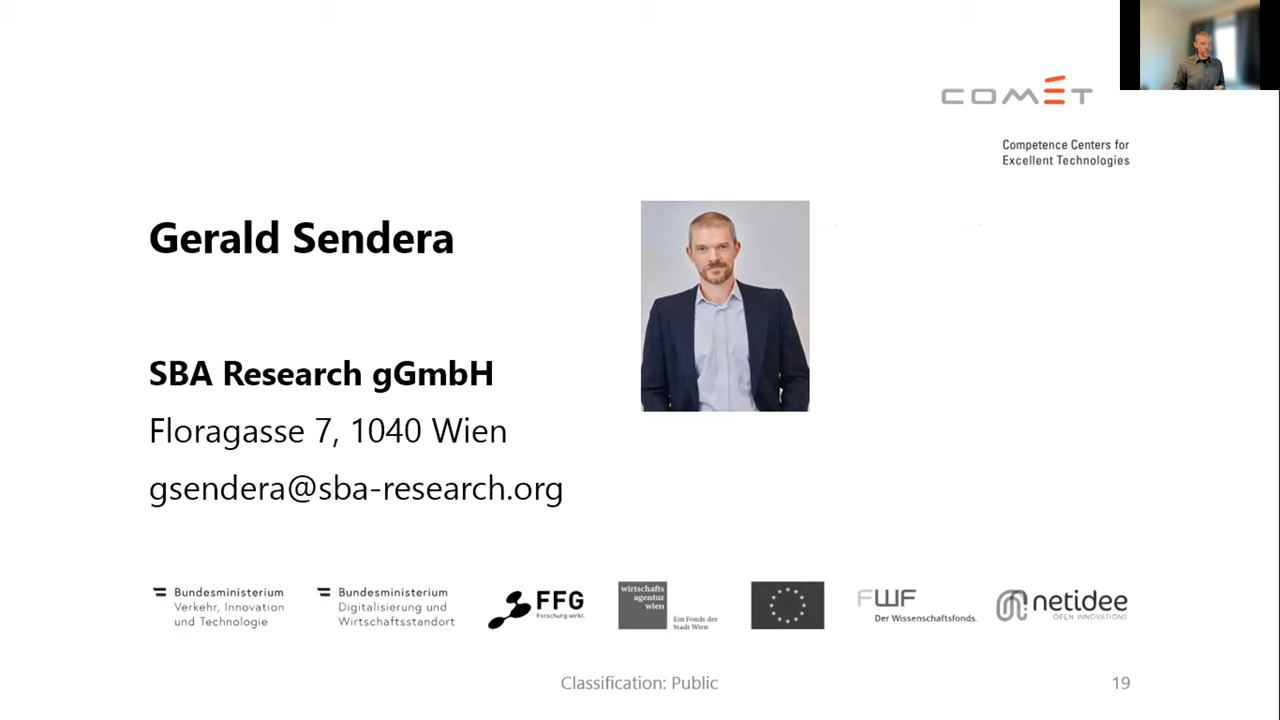 COMET
Competence Centers for
Excellent Technologies
Gerald Sendera
SBA Research gGmbH
Floragasse 7, 1040 Wien
gsendera@sba-research.org
Bundesministerium
Verkehr, Innovation
und Technologie
Bundesministerium
Digitalisierung und
Wirtschaftsstandort
FFG
Forschung wirkt.
wirtschafts
agentur
wien
Ein Fonds der
Stadt Wien
FWF
Der Wissenschaftsfonds.
netidee
OPEN INNOVATIONS
Classification: Public
19